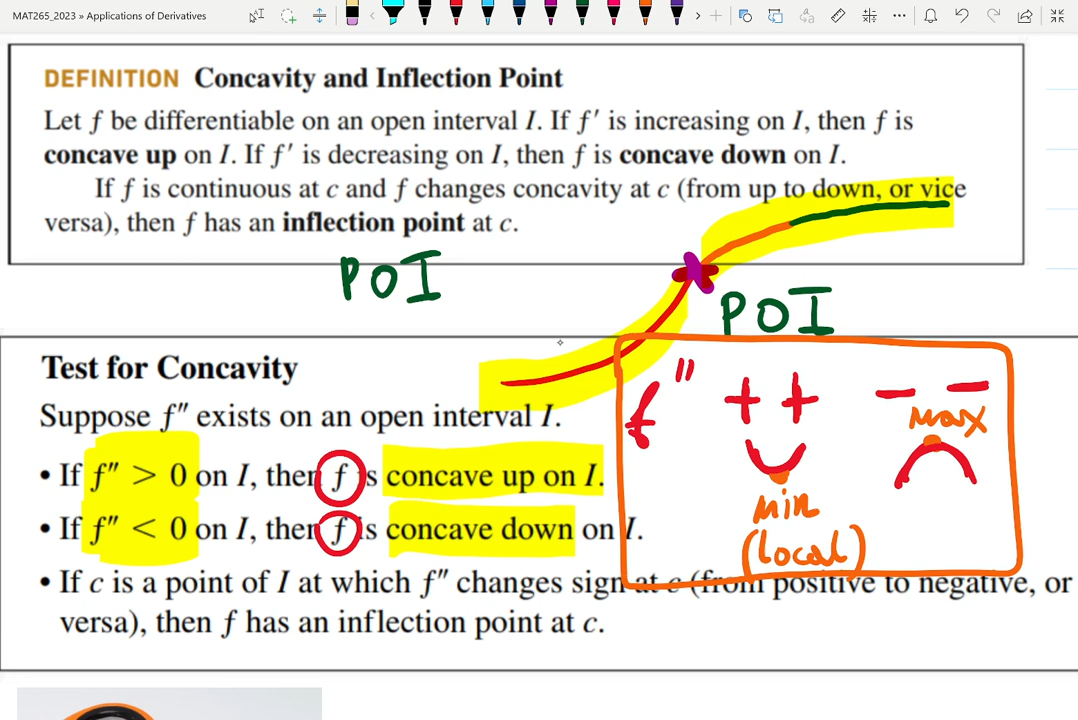 MAT265_2023 » Applications of Derivatives
DEFINITION Concavity and Inflection Point
Let f be differentiable on an open interval I. If f′ is increasing on I, then f is
concave up on I. If f′ is decreasing on I, then f is concave down on I.
If f is continuous at c and f changes concavity at c (from up to down, or vice
versa), then f has an inflection point at c.
POI
POI
Test for Concavity
Suppose f″ exists on an open interval I.
• If f″ > 0 on I, then f is concave up on I.
• If f″ < 0 on I, then f is concave down on I.
• If c is a point of I at which f″ changes sign at c (from positive to negative, or
versa), then f has an inflection point at c.
f″ + + − −
Max
Min
(local)